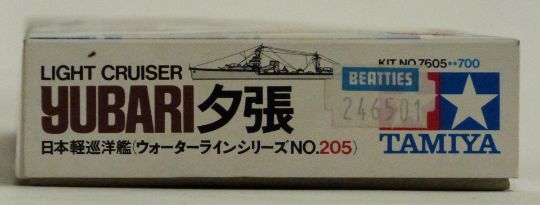 LIGHT CRUISER
YUBARI夕張
日本軽巡洋艦(ウォーターラインシリーズNO.205)
KIT NO.7605**700
BEATTIES
246501
TAMIYA